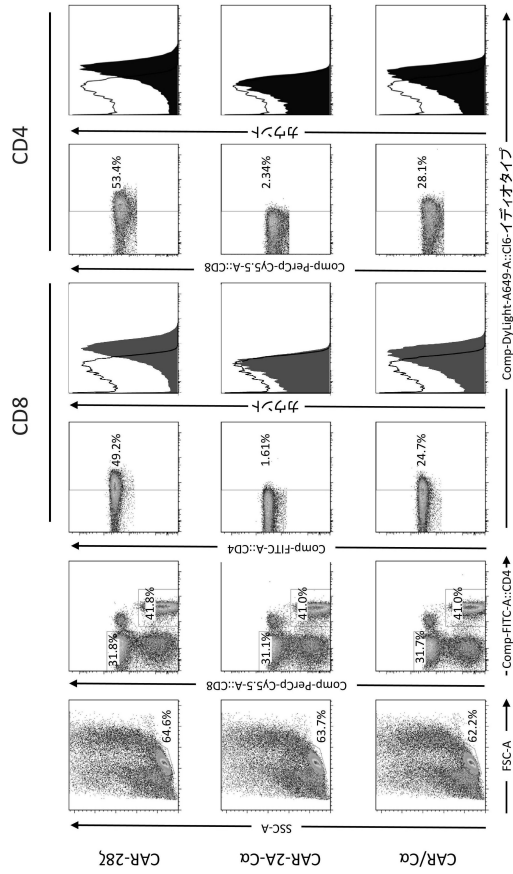 CD8
CD4
CAR-28ζ
SSC-A
64.6%
Comp-PerCp-Cy5.5-A::CD8
31.8%
41.8%
Comp-FITC-A::CD4
49.2%
カウント
Comp-PerCp-Cy5.5-A::CD8
53.4%
カウント
CAR-2A-Cα
63.7%
31.1%
41.0%
1.61%
2.34%
CAR/Cα
62.2%
31.7%
41.0%
24.7%
28.1%
FSC-A
Comp-FITC-A::CD4
Comp-DyLight-A649-A::Cl6-イディオタイプ